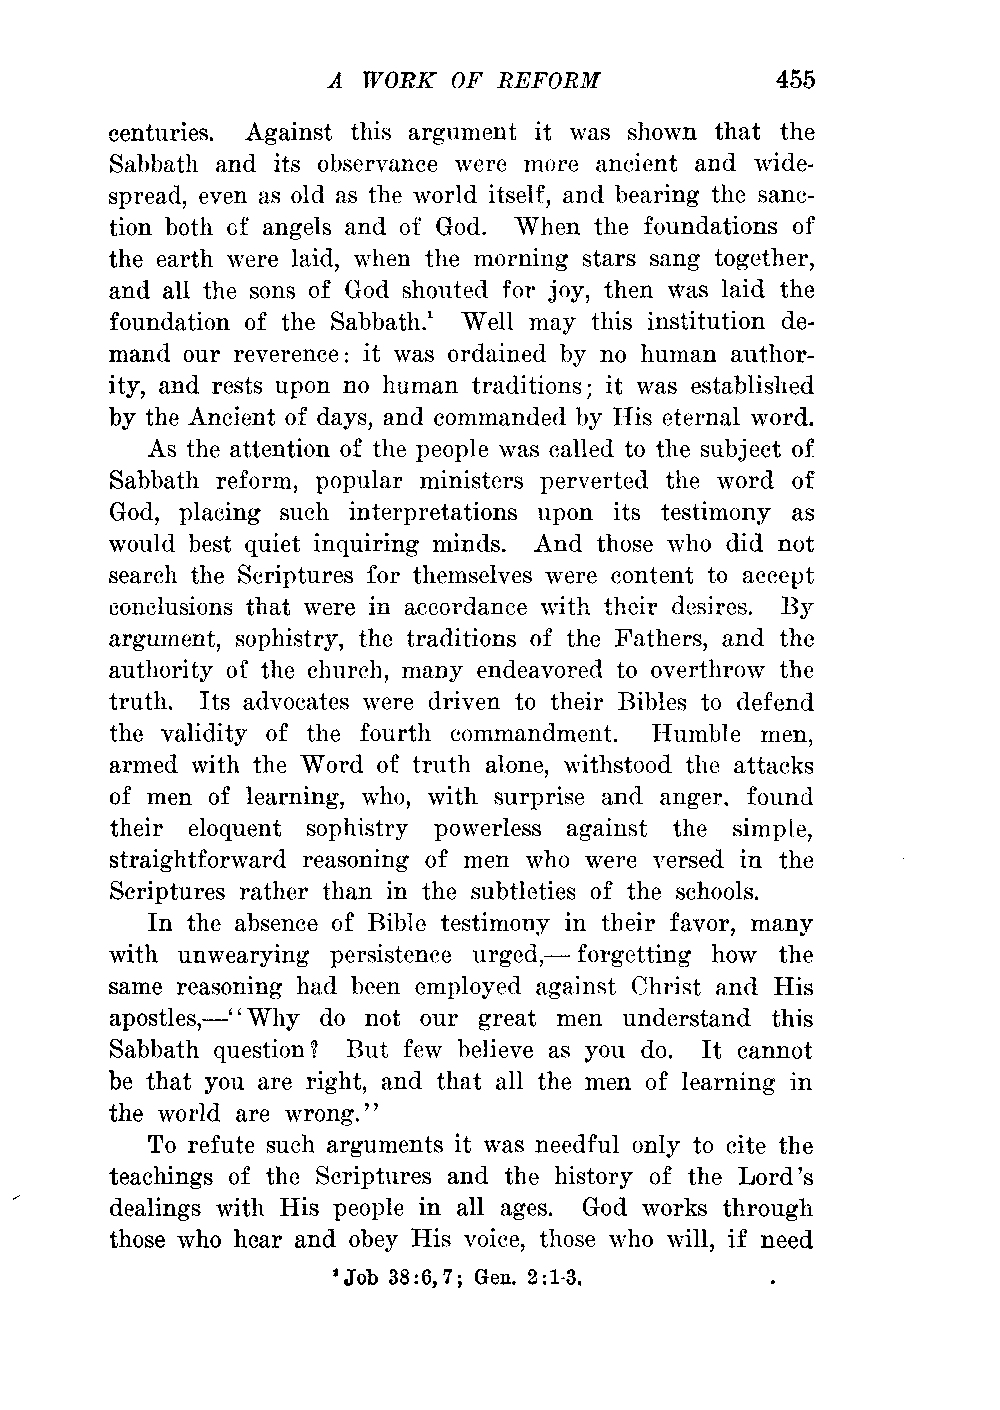 A WORK OF REFORM 455
centuries. Against this argument it was shown that the
Sabbath and its observance were more ancient and wide-
spread, even as old as the world itself, and bearing the sanc-
tion both of angels and of God. When the foundations of
the earth were laid, when the morning stars sang together,
and all the sons of God shouted for joy, then was laid the
foundation of the Sabbath.¹ Well may this institution de-
mand our reverence: it was ordained by no human author-
ity, and rests upon no human traditions; it was established
by the Ancient of days, and commanded by His eternal word.
As the attention of the people was called to the subject of
Sabbath reform, popular ministers perverted the word of
God, placing such interpretations upon its testimony as
would best quiet inquiring minds. And those who did not
search the Scriptures for themselves were content to accept
conclusions that were in accordance with their desires. By
argument, sophistry, the traditions of the Fathers, and the
authority of the church, many endeavored to overthrow the
truth. Its advocates were driven to their Bibles to defend
the validity of the fourth commandment. Humble men,
armed with the Word of truth alone, withstood the attacks
of men of learning, who, with surprise and anger, found
their eloquent sophistry powerless against the simple,
straightforward reasoning of men who were versed in the
Scriptures rather than in the subtleties of the schools.
In the absence of Bible testimony in their favor, many
with unwearying persistence urged,— forgetting how the
same reasoning had been employed against Christ and His
apostles,—"Why do not our great men understand this
Sabbath question? But few believe as you do. It cannot
be that you are right, and that all the men of learning in
the world are wrong."
To refute such arguments it was needful only to cite the
teachings of the Scriptures and the history of the Lord's
dealings with His people in all ages. God works through
those who hear and obey His voice, those who will, if need
¹Job 38:6,7; Gen. 2:1-3.